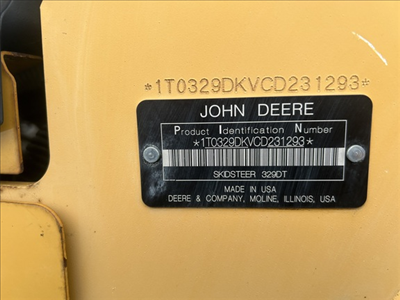 *1T0329DKVCD231293*
JOHN DEERE
Product Identification Number
*1T0329DKVCD231293*
SKIDSTEER 329DT
MADE IN USA
DEERE & COMPANY, MOLINE, ILLINOIS, USA